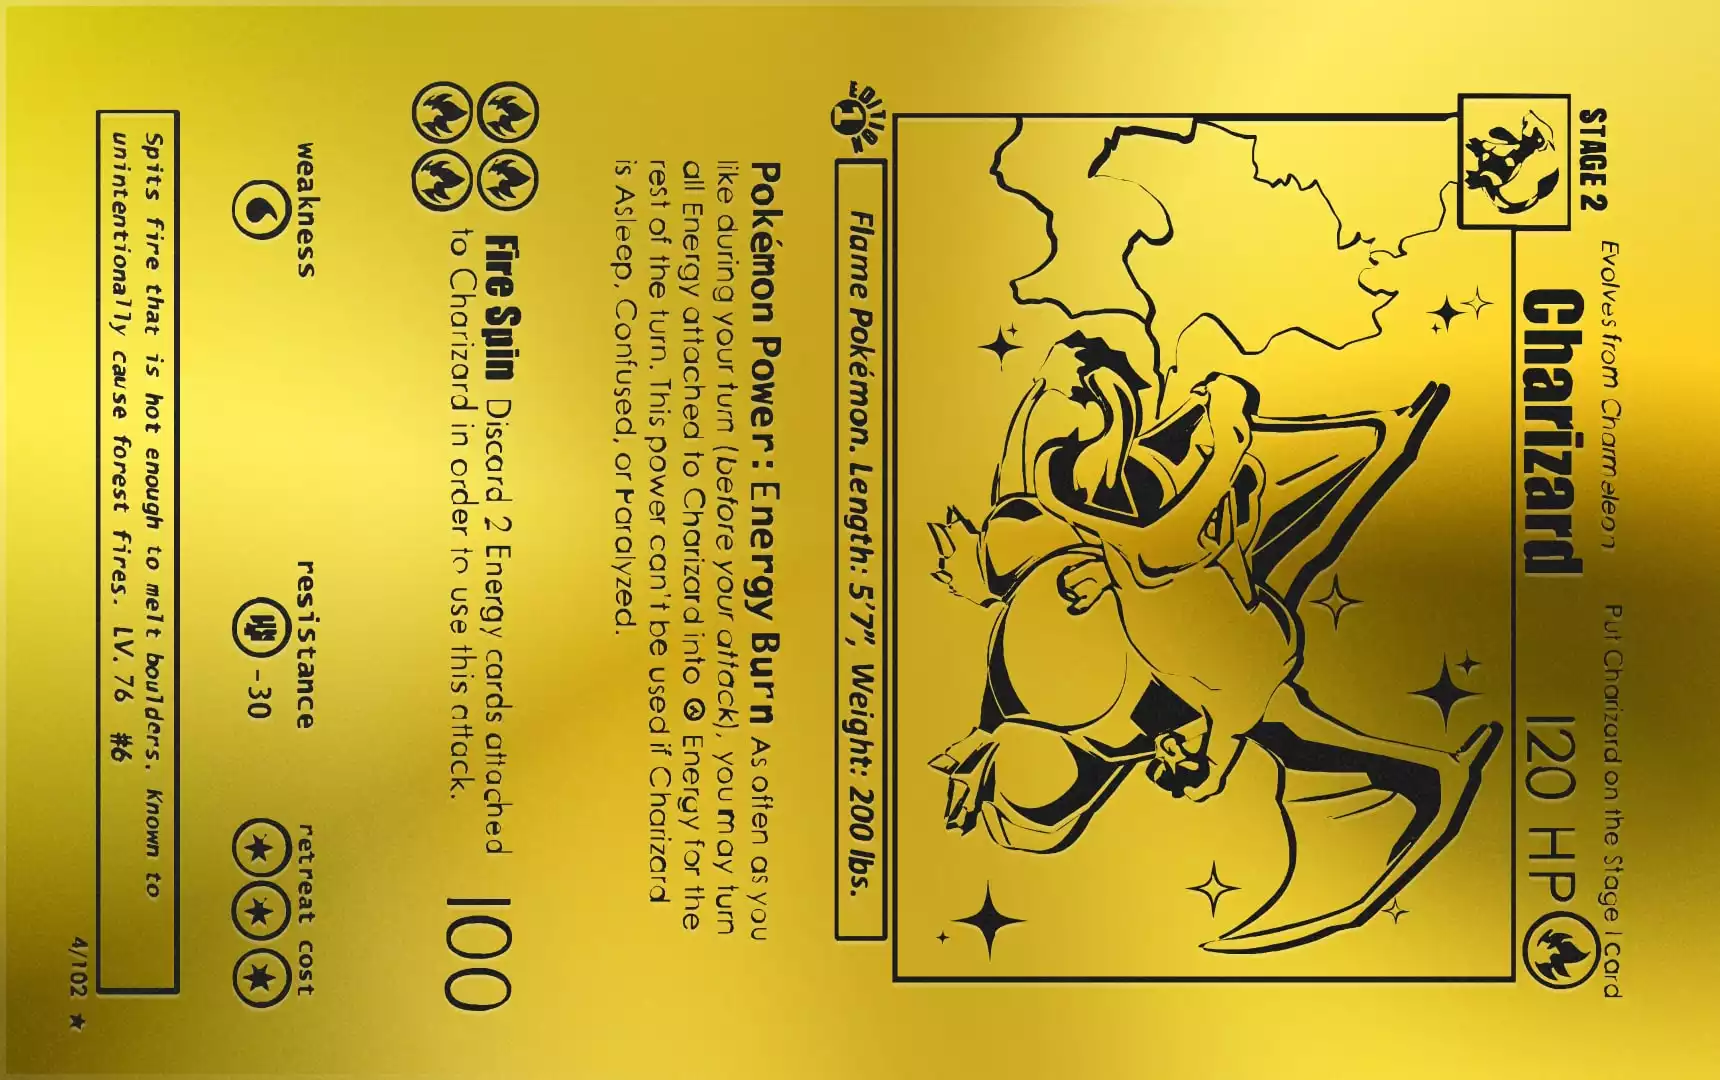 STAGE 2
Evolves from Charmeleon
Put Charizard on the Stage 1 card
Charizard
120 HP
EDITION
1
Flame Pokémon. Length: 5'7", Weight: 200 lbs.
Pokémon Power: Energy Burn As often as you
like during your turn (before your attack), you may turn
all Energy attached to Charizard into Energy for the
rest of the turn. This power can't be used if Charizard
is Asleep, Confused, or Paralyzed.
Fire Spin Discard 2 Energy cards attached
to Charizard in order to use this attack.
100
weakness
resistance
-30
retreat cost
Spits fire that is hot enough to melt boulders. Known to
unintentionally cause forest fires. LV. 76 #6
4/102